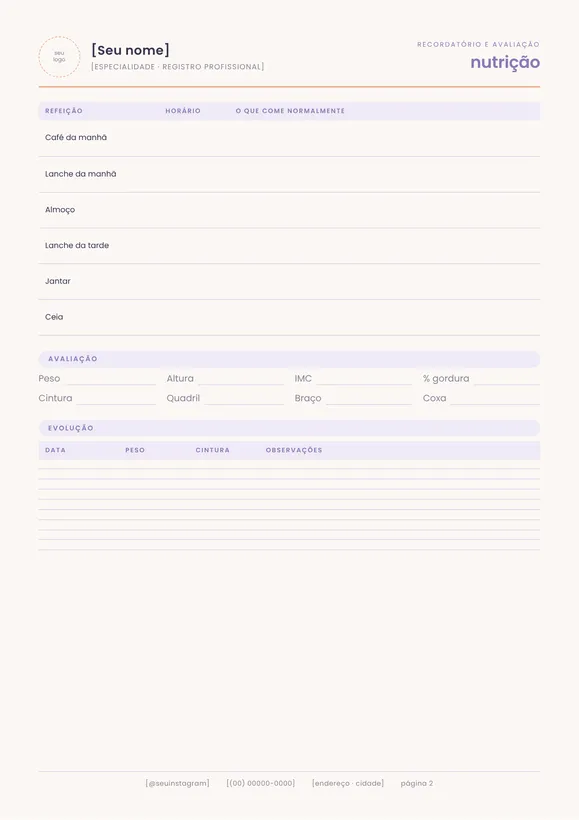 seu
logo
[Seu nome]
[ESPECIALIDADE · REGISTRO PROFISSIONAL]
RECORDATÓRIO E AVALIAÇÃO
nutrição
REFEIÇÃO HORÁRIO O QUE COME NORMALMENTE
Café da manhã
Lanche da manhã
Almoço
Lanche da tarde
Jantar
Ceia
AVALIAÇÃO
Peso Altura IMC % gordura
Cintura Quadril Braço Coxa
EVOLUÇÃO
DATA PESO CINTURA OBSERVAÇÕES
[@seuinstagram] [(00) 00000-0000] [endereço · cidade] página 2